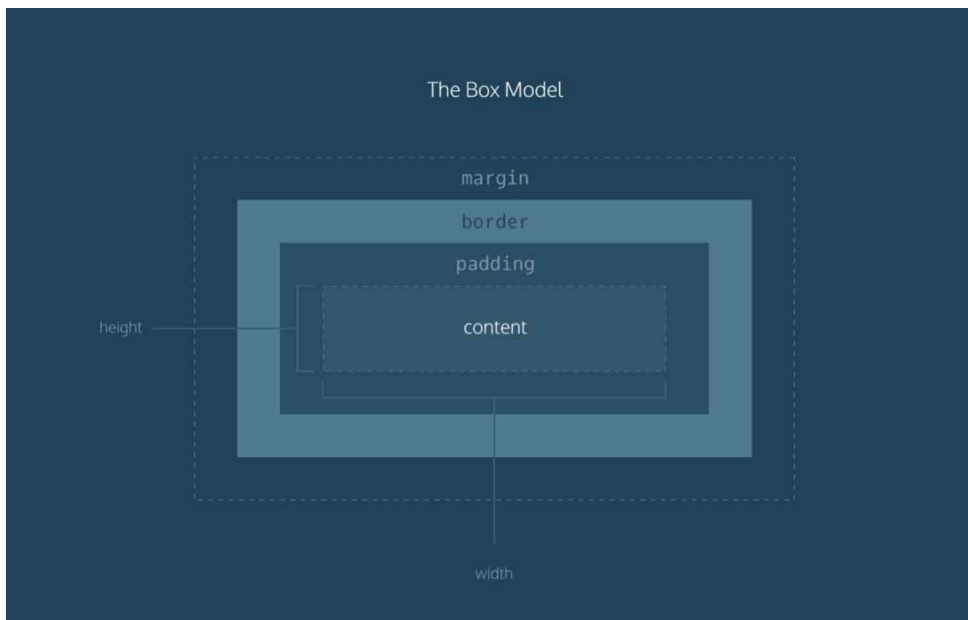 The Box Model
margin
border
padding
content
height
width